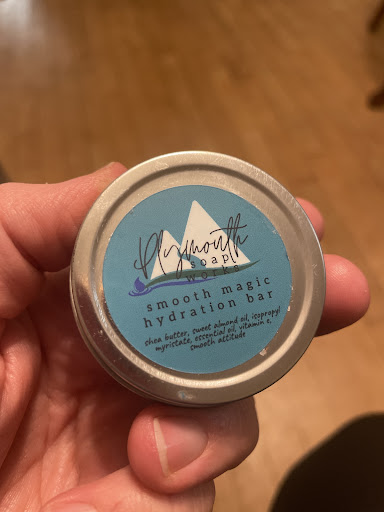 Plymouth
soap
works
smooth magic
hydration bar
shea butter, sweet almond oil, isopropyl
myristate, essential oil, vitamin e,
smooth attitude